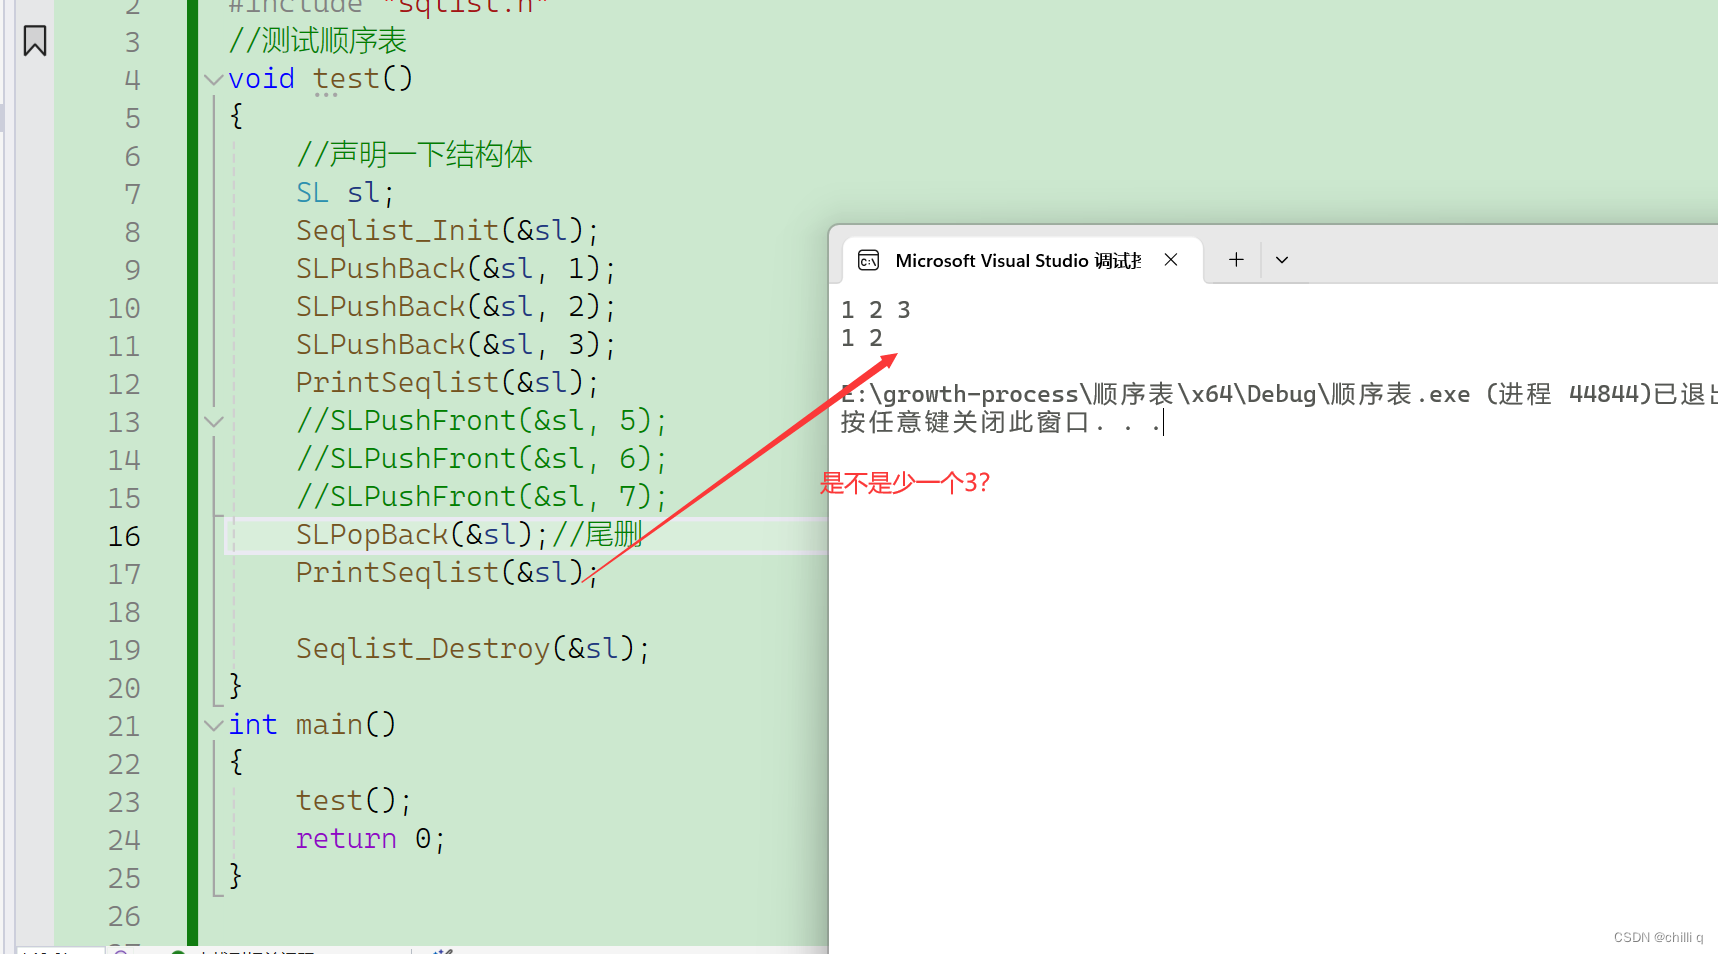 2 #include "sqlist.h"
3 //测试顺序表
4 void test()
5 {
6 //声明一下结构体
7 SL sl;
8 Seqlist_Init(&sl);
9 SLPushBack(&sl, 1);
10 SLPushBack(&sl, 2);
11 SLPushBack(&sl, 3);
12 PrintSeqlist(&sl);
13 //SLPushFront(&sl, 5);
14 //SLPushFront(&sl, 6);
15 //SLPushFront(&sl, 7);
16 SLPopBack(&sl);//尾删
17 PrintSeqlist(&sl);
18
19 Seqlist_Destroy(&sl);
20 }
21 int main()
22 {
23 test();
24 return 0;
25 }
26
Microsoft Visual Studio 调试控
1 2 3
1 2
E:\growth-process\顺序表\x64\Debug\顺序表.exe (进程 44844)已退出
按任意键关闭此窗口. . .
是不是少一个3?
CSDN @chilli q